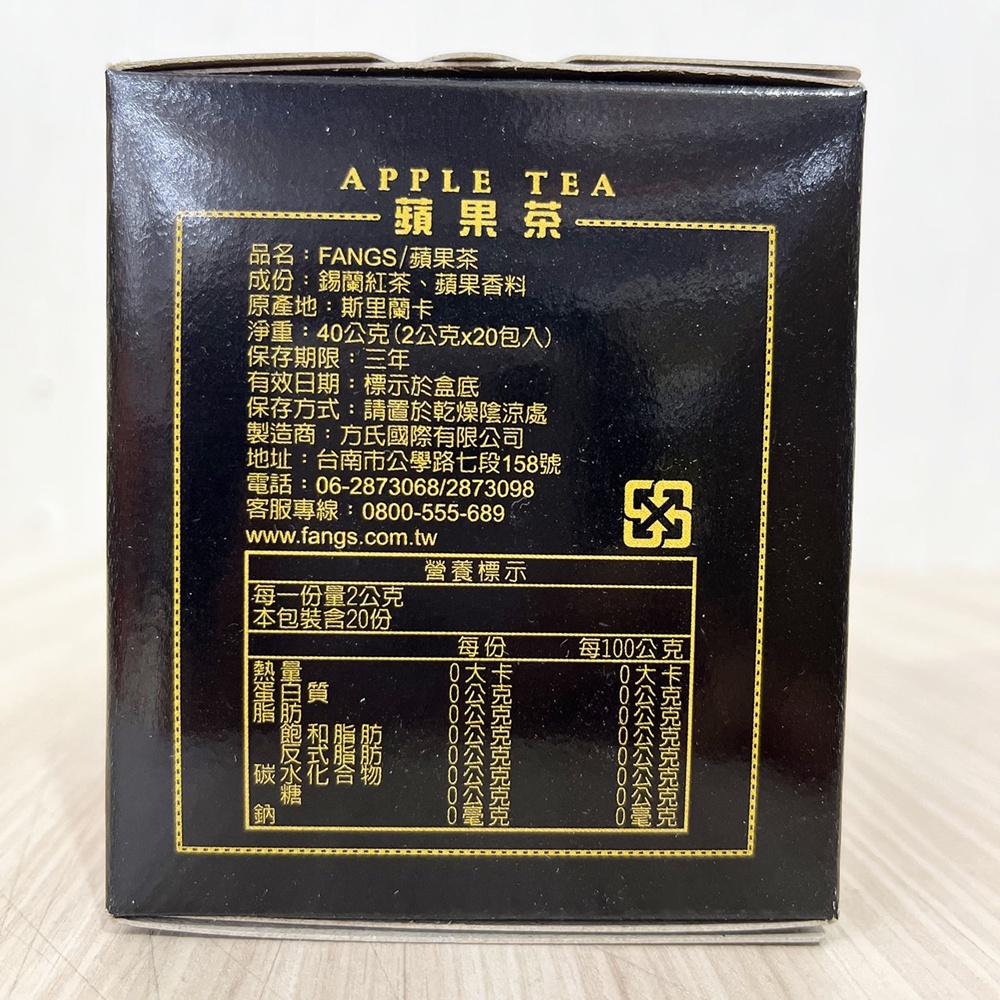 APPLE TEA
蘋果茶
品名：FANGS/蘋果茶
成份：錫蘭紅茶、蘋果香料
原產地：斯里蘭卡
淨重：40公克(2公克x20包入)
保存期限：三年
有效日期：標示於盒底
保存方式：請置於乾燥陰涼處
製造商：方氏國際有限公司
地址：台南市公學路七段158號
電話：06-2873068/2873098
客服專線：0800-555-689
www.fangs.com.tw
營養標示
每一份量2公克
本包裝含20份
每份 每100公克
熱量 0大卡 0大卡
蛋白質 0公克 0公克
脂肪 0公克 0公克
飽和脂肪 0公克 0公克
反式脂肪 0公克 0公克
碳水化合物 0公克 0公克
糖 0公克 0公克
鈉 0毫克 0毫克